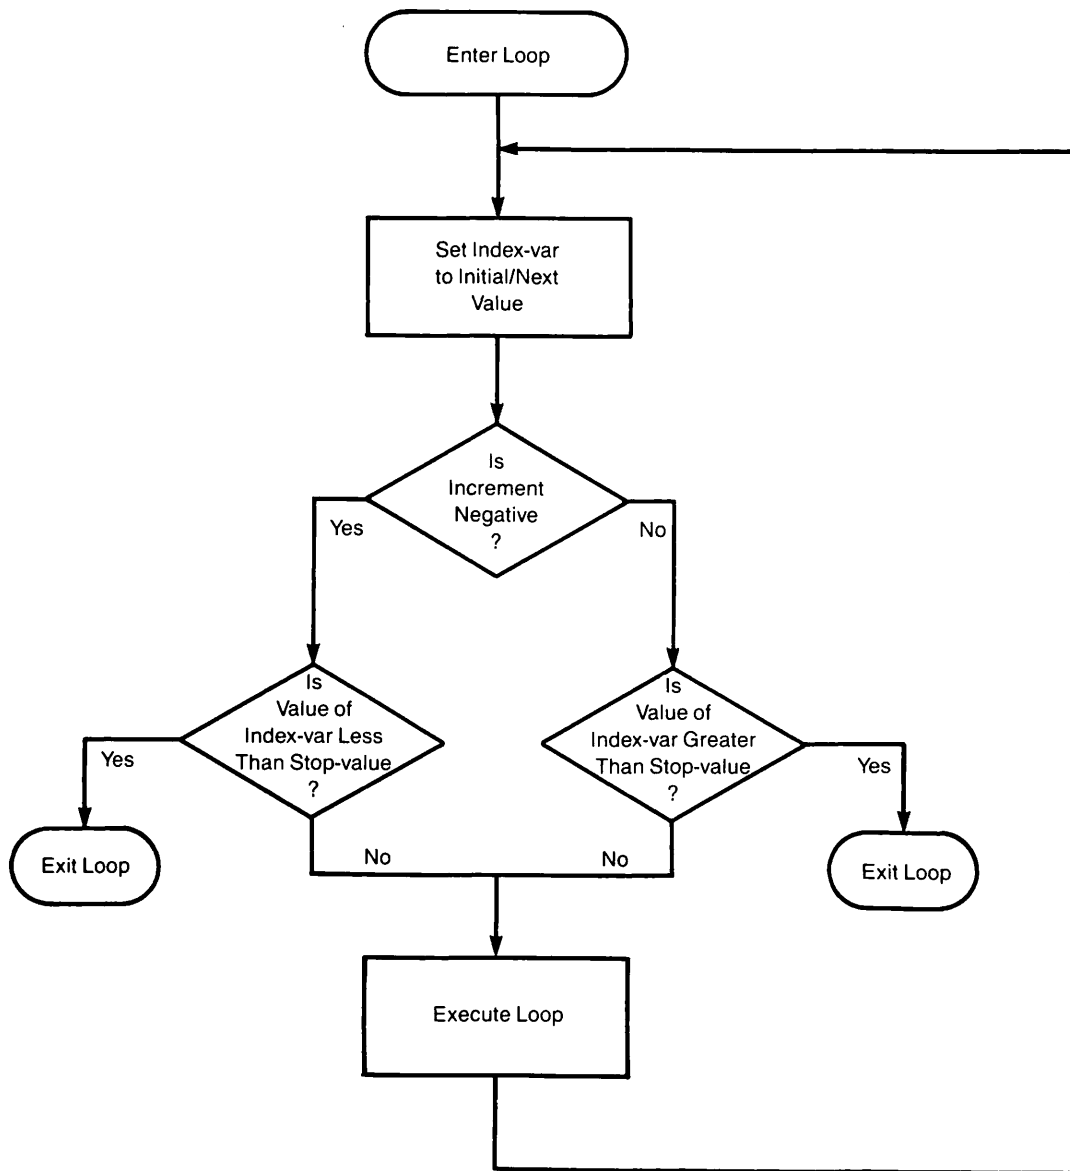 Enter Loop
Set Index-var
to Initial/Next
Value
Is
Increment
Negative
?
Yes
No
Is
Value of
Index-var Less
Than Stop-value
?
Is
Value of
Index-var Greater
Than Stop-value
?
Yes
Yes
Exit Loop
No
No
Exit Loop
Execute Loop